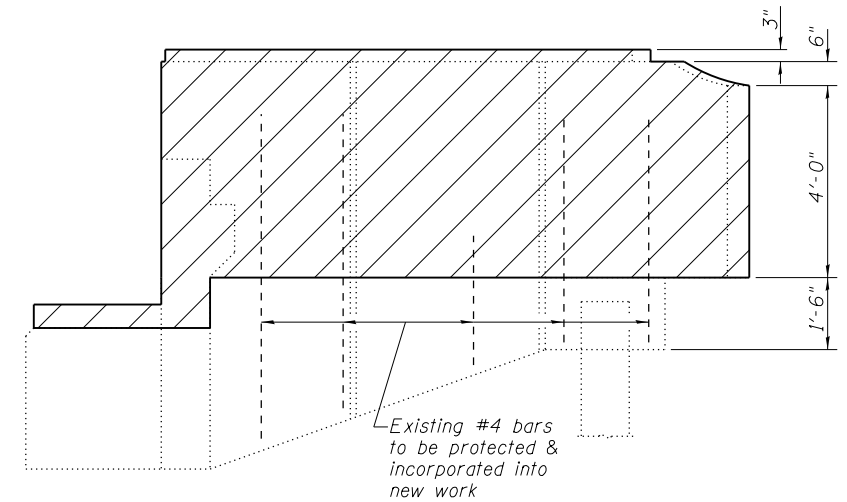 3"
6"
4'-0"
1'-6"
Existing #4 bars
to be protected &
incorporated into
new work